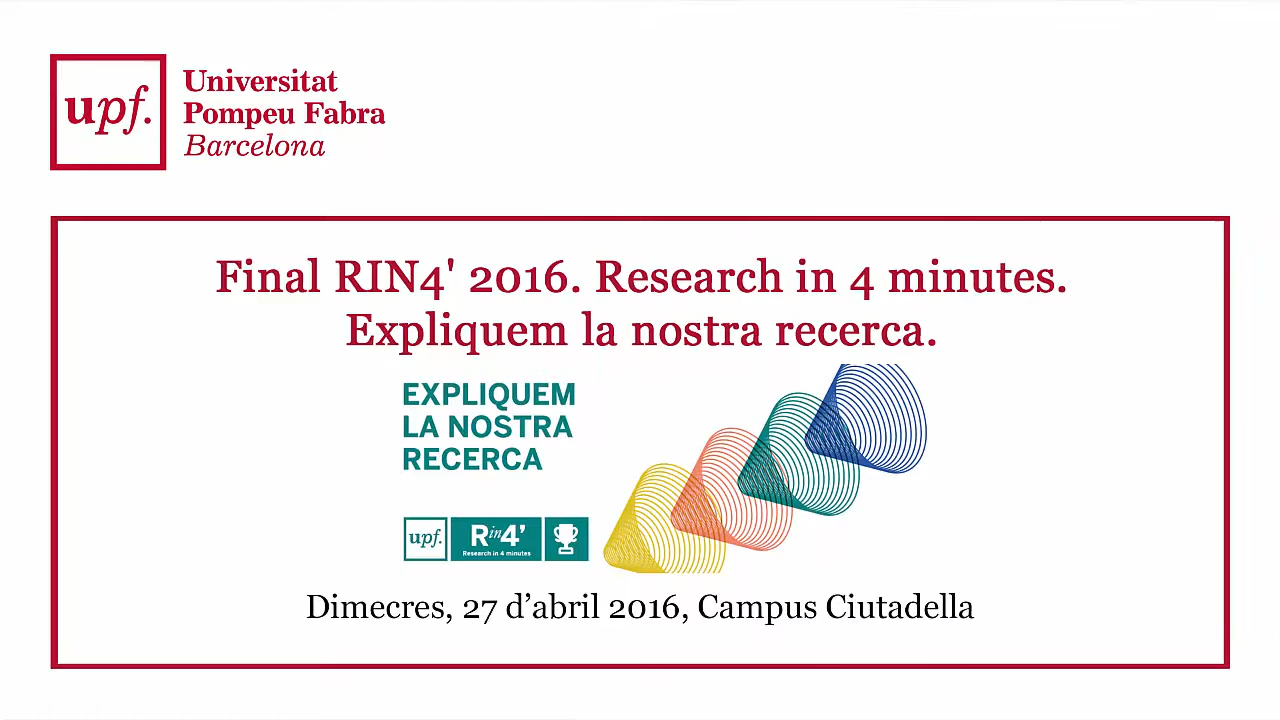 upf.
Universitat
Pompeu Fabra
Barcelona
Final RIN4' 2016. Research in 4 minutes.
Expliquem la nostra recerca.
EXPLIQUEM
LA NOSTRA
RECERCA
upf.
Rin4’
Research in 4 minutes
Dimecres, 27 d’abril 2016, Campus Ciutadella